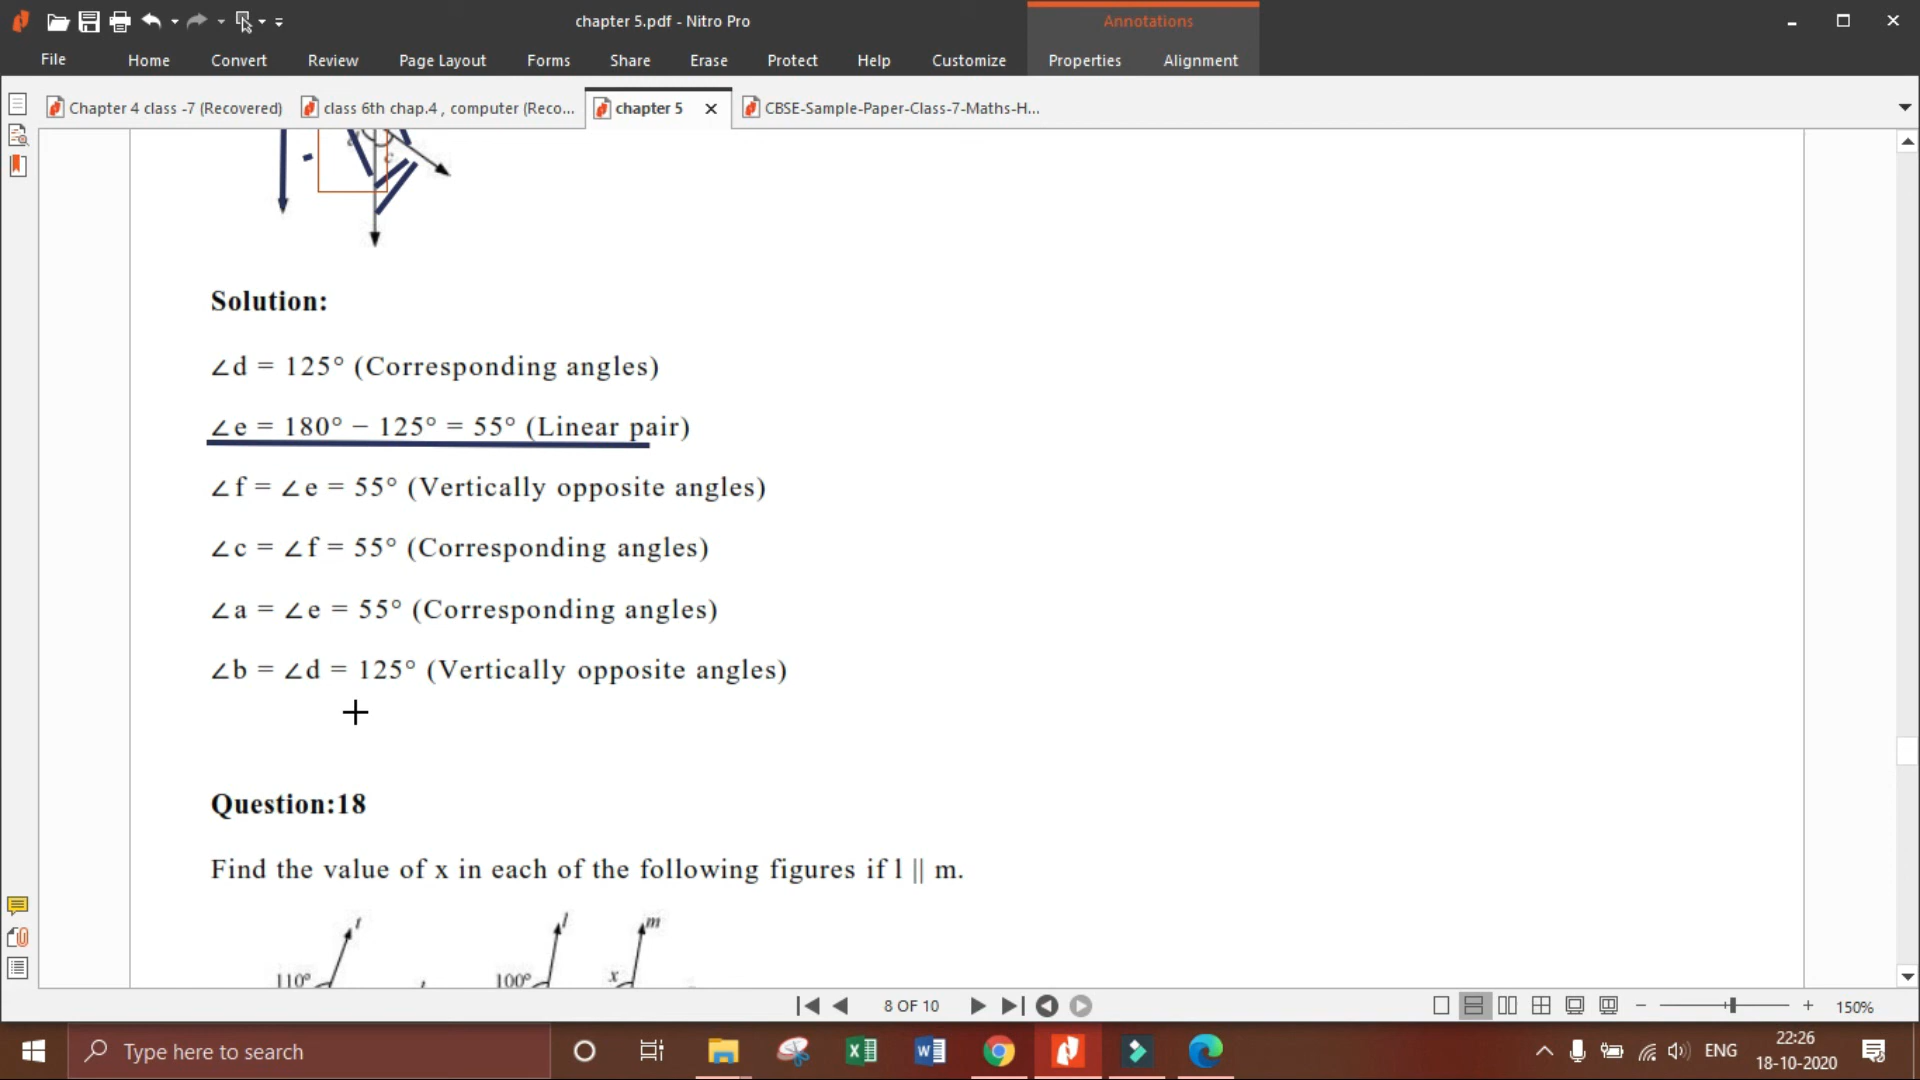 chapter 5.pdf - Nitro Pro
Annotations
File Home Convert Review Page Layout Forms Share Erase Protect Help Customize Properties Alignment
Chapter 4 class -7 (Recovered) class 6th chap.4 , computer (Reco... chapter 5 CBSE-Sample-Paper-Class-7-Maths-H...
c
Solution:
∠d = 125° (Corresponding angles)
∠e = 180° − 125° = 55° (Linear pair)
∠f = ∠e = 55° (Vertically opposite angles)
∠c = ∠f = 55° (Corresponding angles)
∠a = ∠e = 55° (Corresponding angles)
∠b = ∠d = 125° (Vertically opposite angles)
Question:18
Find the value of x in each of the following figures if l || m.
t l m
110° 100° x
8 OF 10
150%
Type here to search
ENG
22:26
18-10-2020